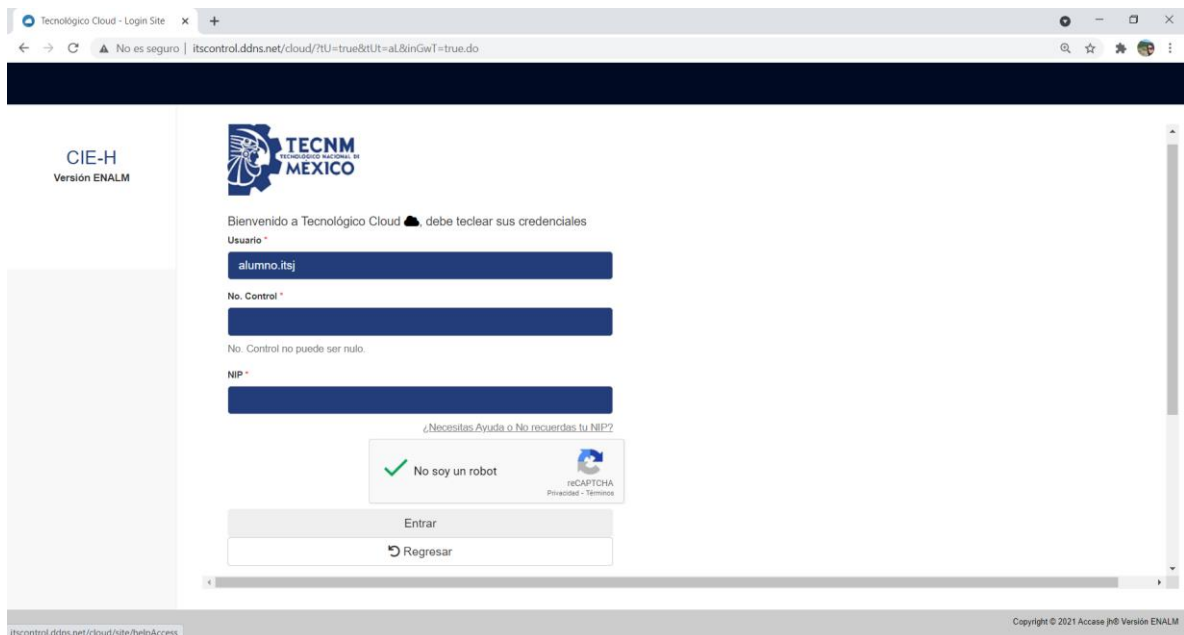 Tecnológico Cloud - Login Site
No es seguro | itscontrol.ddns.net/cloud/?tU=true&tUt=aL&inGwT=true.do
CIE-H
Versión ENALM
TECNM
TECNOLÓGICO NACIONAL DE
MÉXICO
Bienvenido a Tecnológico Cloud , debe teclear sus credenciales
Usuario *
alumno.itsj
No. Control *
No. Control no puede ser nulo.
NIP *
¿Necesitas Ayuda o No recuerdas tu NIP?
No soy un robot
reCAPTCHA
Privacidad - Términos
Entrar
Regresar
Copyright © 2021 Accase jh® Versión ENALM
itscontrol.ddns.net/cloud/site/helpAccess